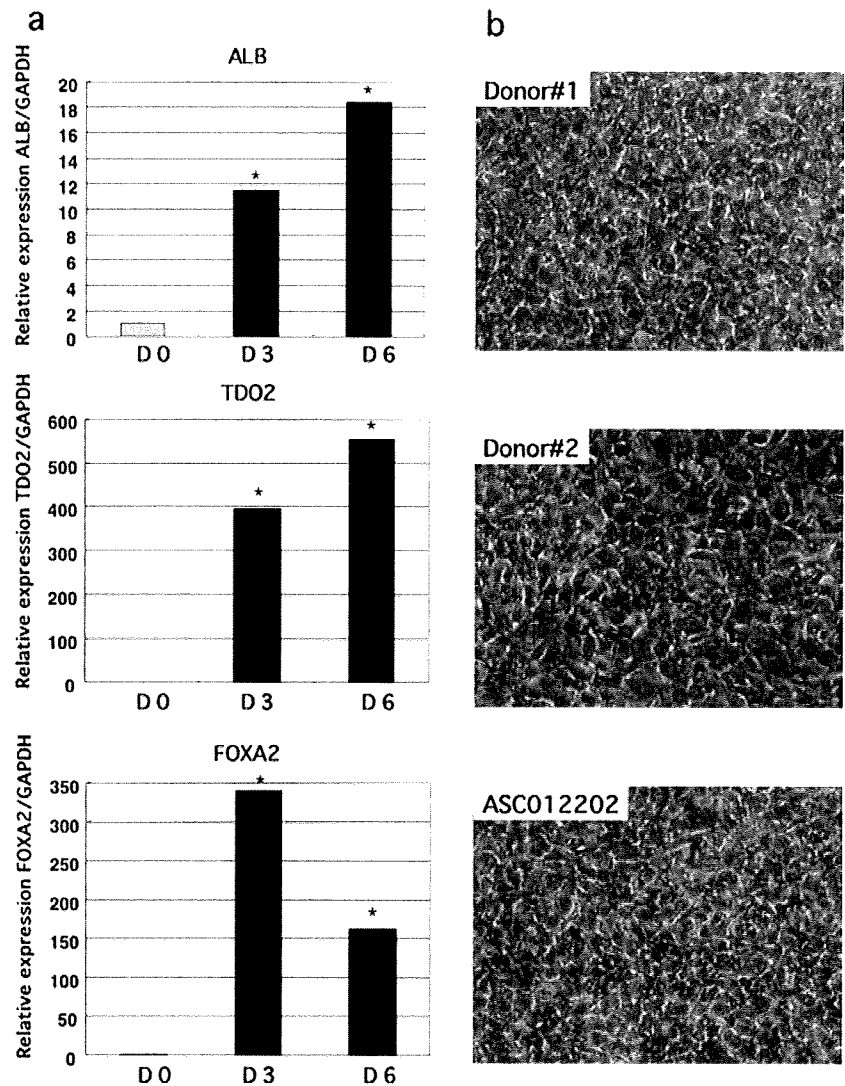 a
ALB
Relative expression ALB/GAPDH
20
18
16
14
12
10
8
6
4
2
0
*
*
D 0 D 3 D 6
TDO2
Relative expression TDO2/GAPDH
600
500
400
300
200
100
0
*
*
D 0 D 3 D 6
FOXA2
Relative expression FOXA2/GAPDH
350
300
250
200
150
100
50
0
*
*
D 0 D 3 D 6
b
Donor#1
Donor#2
ASC012202